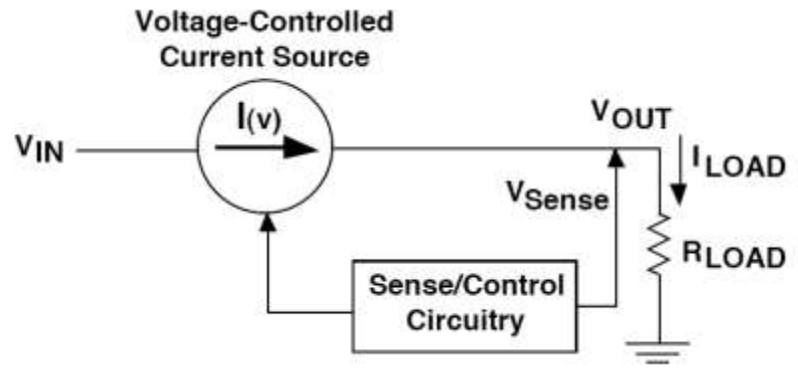 Voltage-Controlled
Current Source
I(v)
VIN
VOUT
ILOAD
VSense
RLOAD
Sense/Control
Circuitry